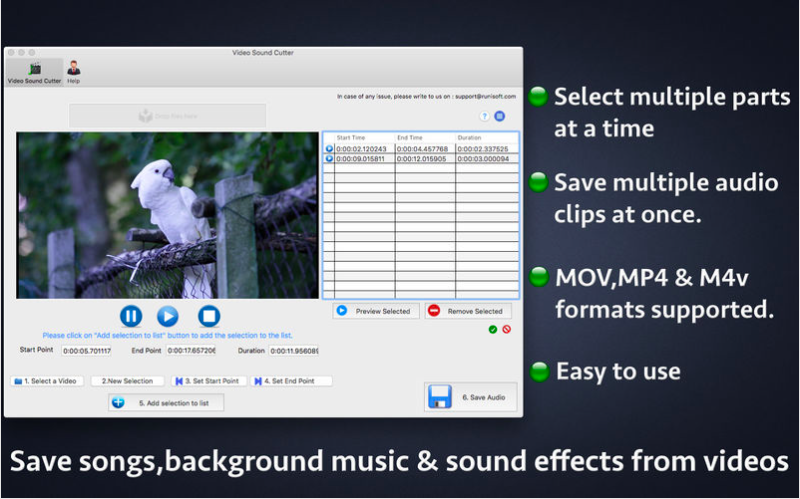 Video Sound Cutter
Video Sound Cutter
Help
In case of any issue, please write to us on : support@runisoft.com
?
Start Time End Time Duration
0:00:02.120243 0:00:04.457768 0:00:02.337525
0:00:09.015811 0:00:12.015905 0:00:03.000094
Preview Selected
Remove Selected
Please click on "Add selection to list" button to add the selection to the list.
Start Point 0:00:05.701117 End Point 0:00:17.657206 Duration 0:00:11.956089
1. Select a Video
2.New Selection
3. Set Start Point
4. Set End Point
5. Add selection to list
6. Save Audio
Select multiple parts
at a time
Save multiple audio
clips at once.
MOV,MP4 & M4v
formats supported.
Easy to use
Save songs,background music & sound effects from videos